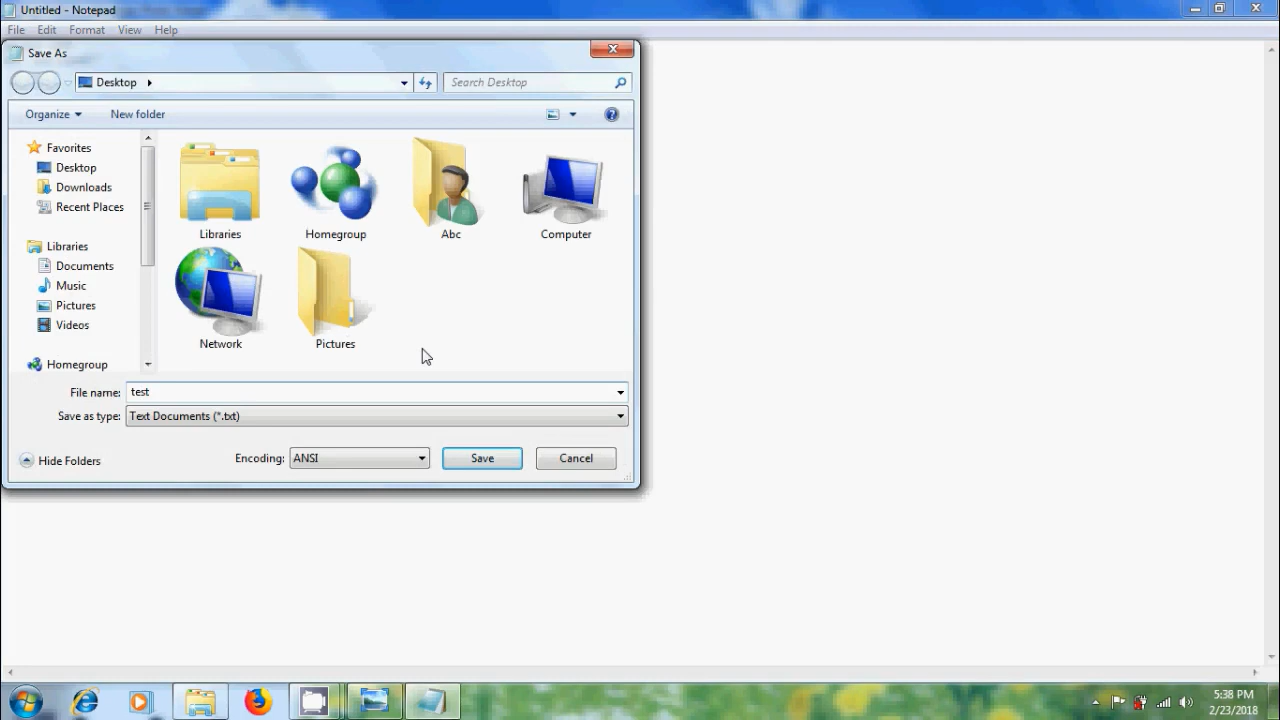 Untitled - Notepad
File Edit Format View Help
Save As
Desktop
Search Desktop
Organize New folder
Favorites
Desktop
Downloads
Recent Places
Libraries
Documents
Music
Pictures
Videos
Homegroup
Libraries Homegroup Abc Computer
Network Pictures
File name: test
Save as type: Text Documents (*.txt)
Hide Folders Encoding: ANSI Save Cancel
5:38 PM
2/23/2018